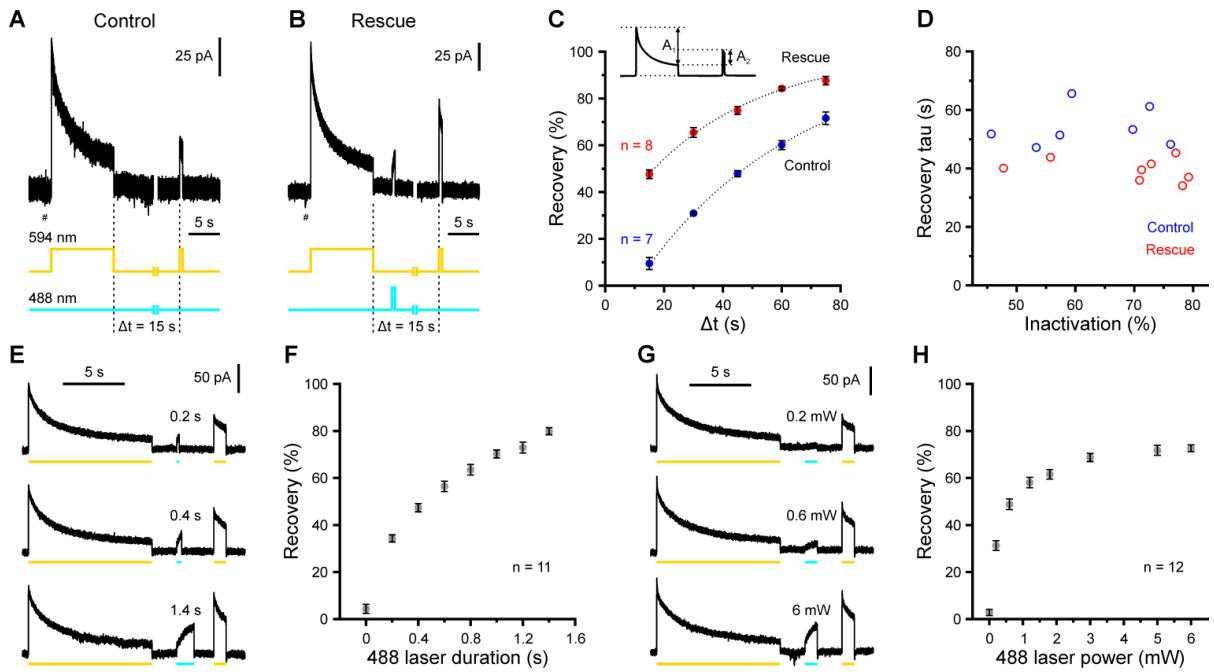 A
Control
25 pA
#
5 s
594 nm
488 nm
Δt = 15 s
B
Rescue
25 pA
#
5 s
Δt = 15 s
C
Recovery (%)
100
80
60
40
20
0
A1
A2
Rescue
n = 8
Control
n = 7
0 20 40 60 80
Δt (s)
D
Recovery tau (s)
80
60
40
20
0
Control
Rescue
50 60 70 80
Inactivation (%)
E
5 s
50 pA
0.2 s
0.4 s
1.4 s
F
Recovery (%)
100
80
60
40
20
0
n = 11
0 0.4 0.8 1.2 1.6
488 laser duration (s)
G
5 s
50 pA
0.2 mW
0.6 mW
6 mW
H
Recovery (%)
100
80
60
40
20
0
n = 12
0 1 2 3 4 5 6
488 laser power (mW)